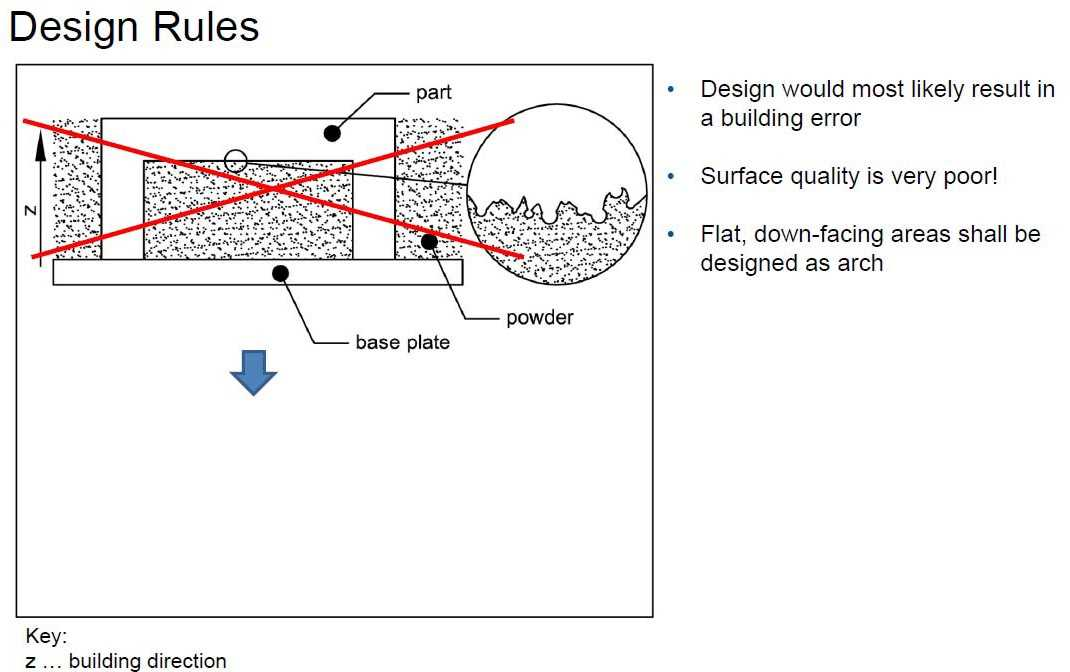 Design Rules
part
z
powder
base plate
• Design would most likely result in
a building error
• Surface quality is very poor!
• Flat, down-facing areas shall be
designed as arch
Key:
z ... building direction